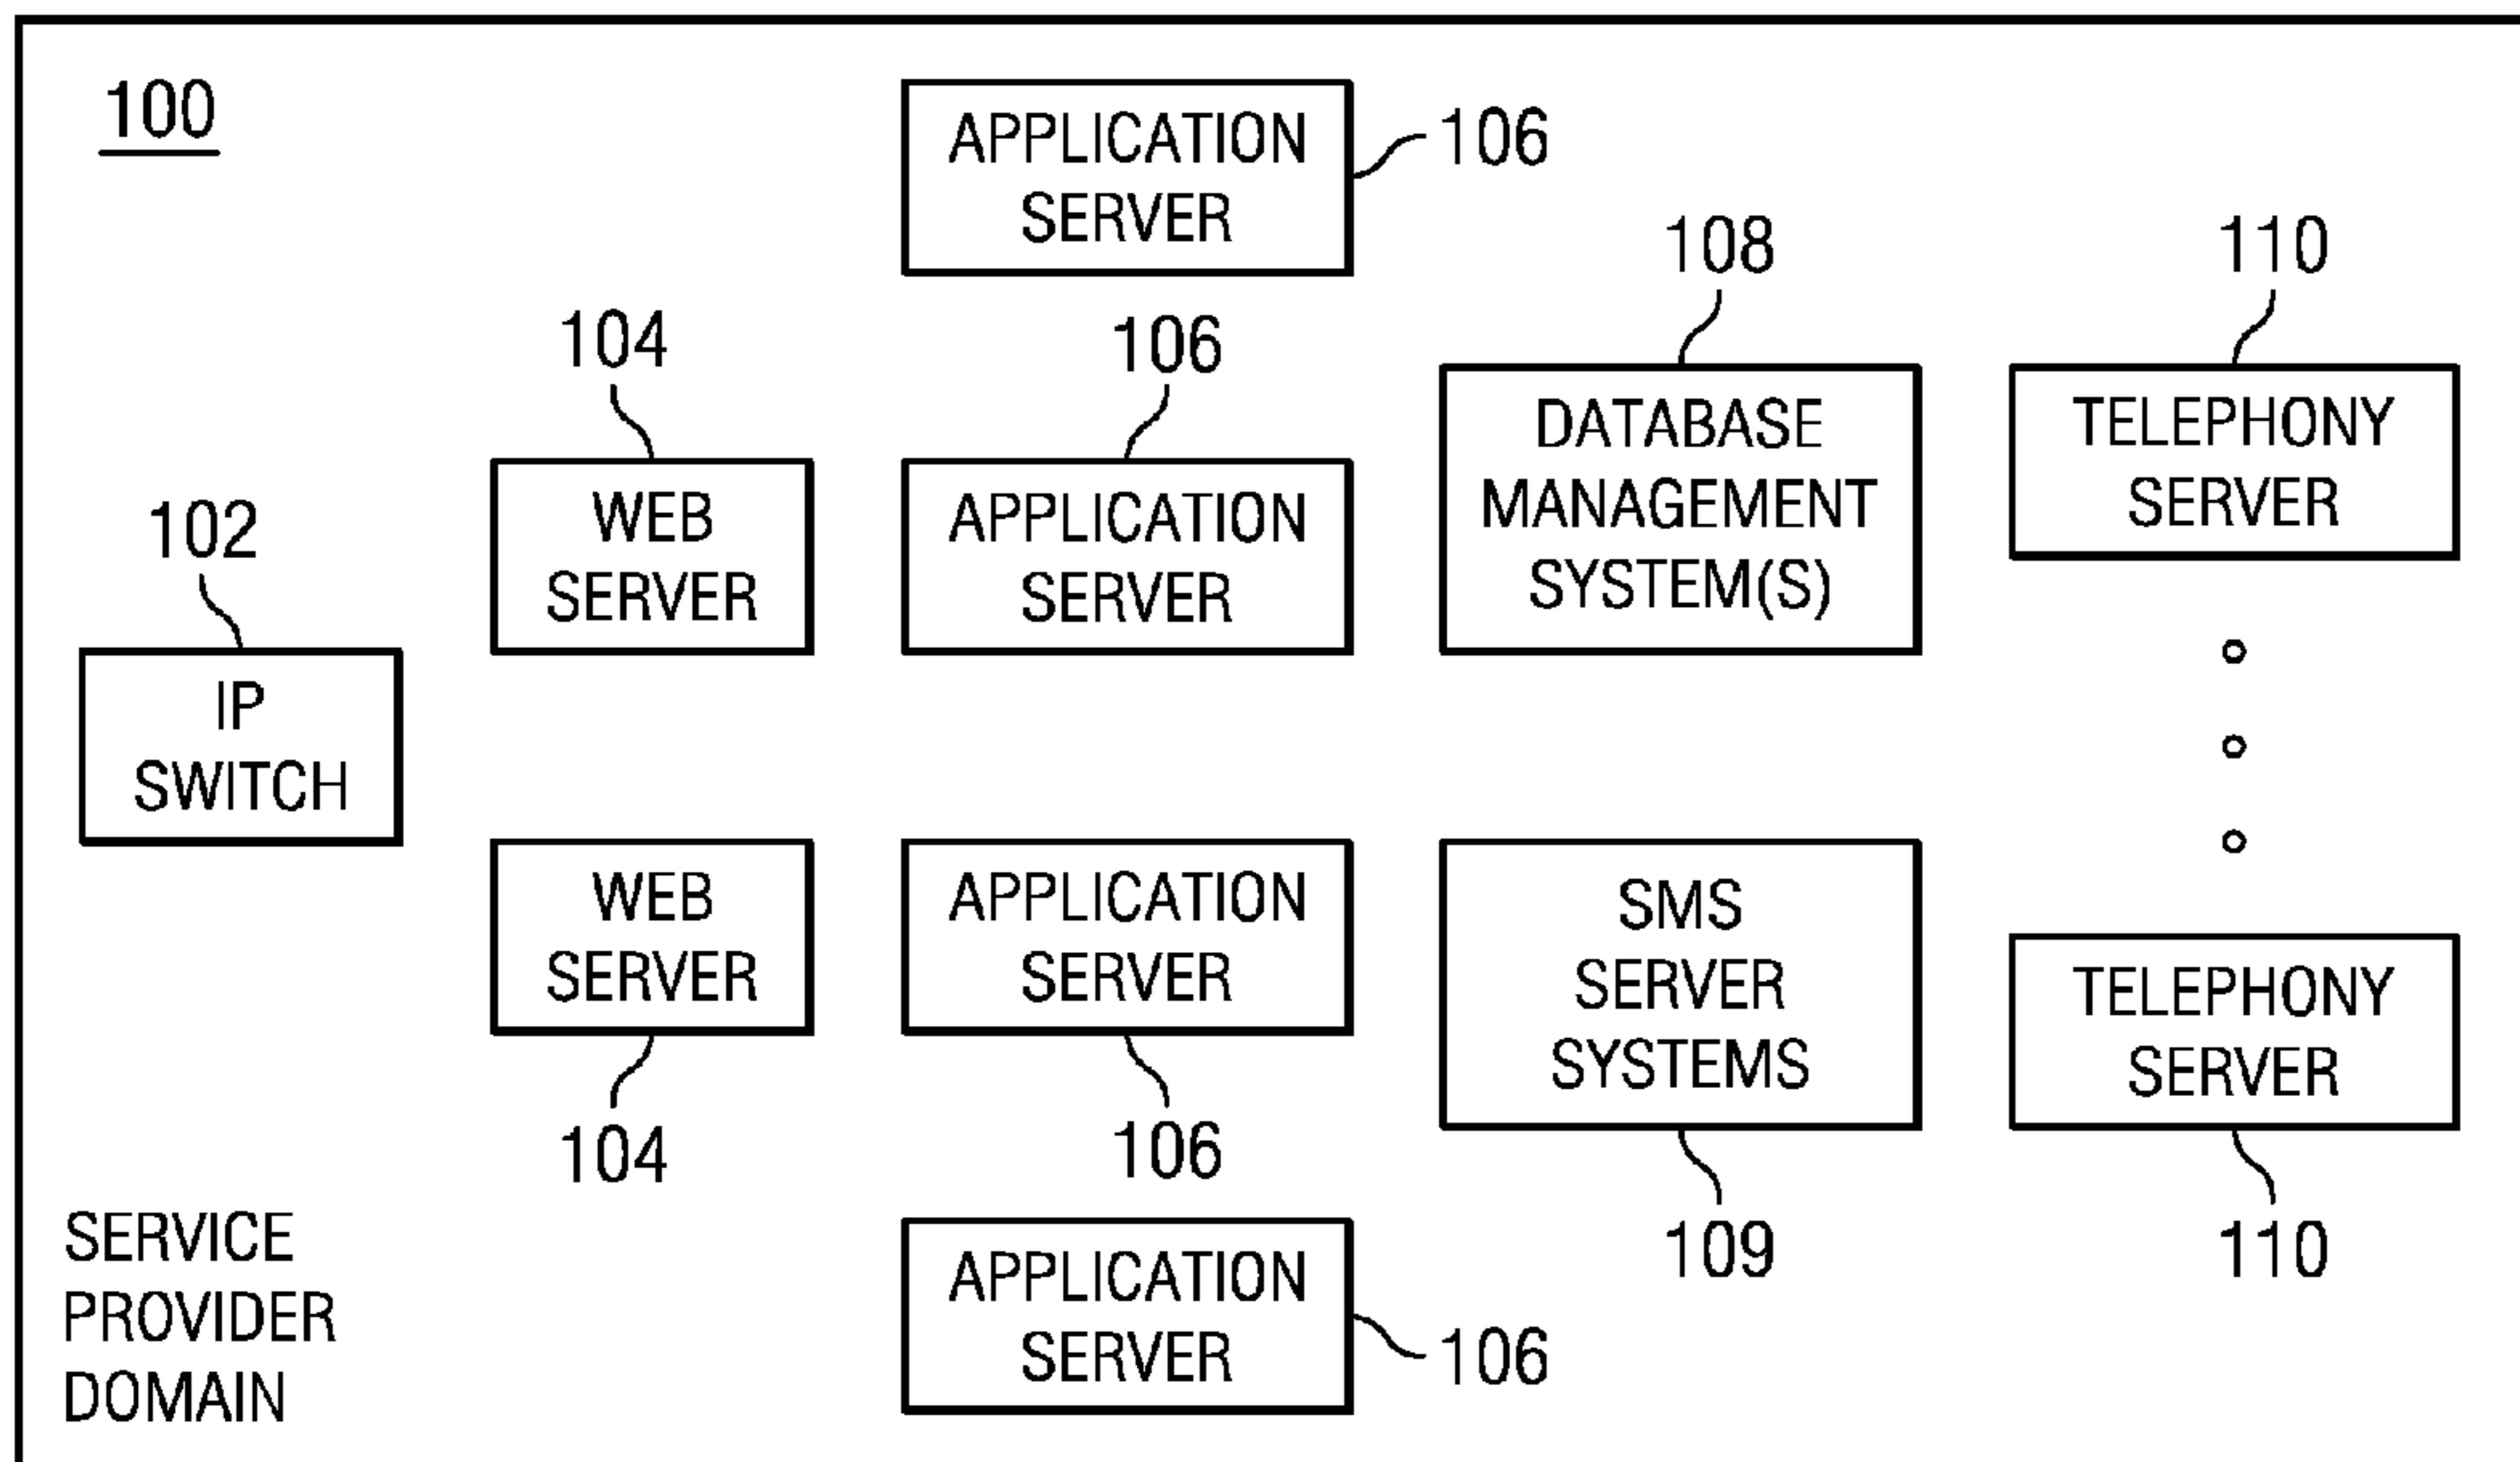 100
APPLICATION
SERVER
106
108
110
104
106
102
WEB
SERVER
APPLICATION
SERVER
DATABASE
MANAGEMENT
SYSTEM(S)
TELEPHONY
SERVER
IP
SWITCH
WEB
SERVER
APPLICATION
SERVER
SMS
SERVER
SYSTEMS
TELEPHONY
SERVER
104
106
109
110
SERVICE
PROVIDER
DOMAIN
APPLICATION
SERVER
106